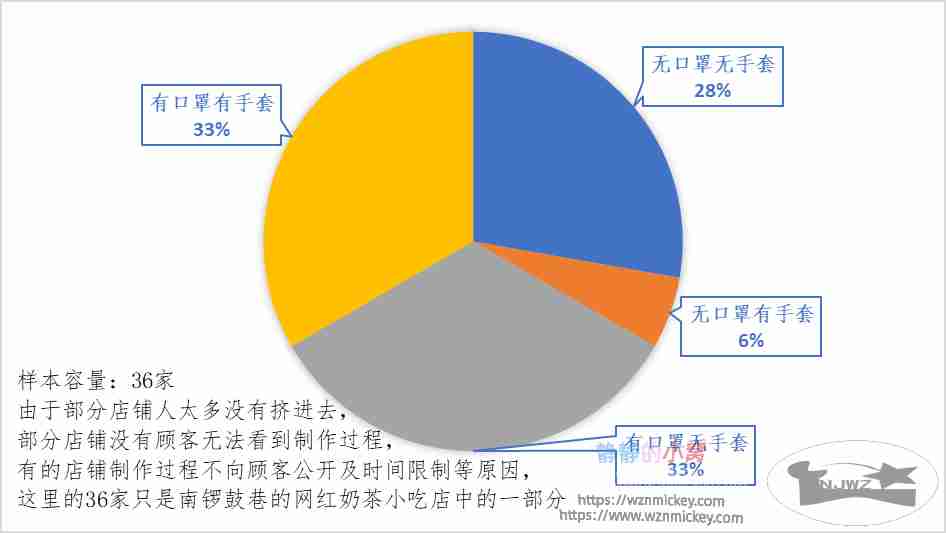 无口罩无手套
28%
有口罩有手套
33%
无口罩有手套
6%
样本容量：36家
由于部分店铺人太多没有挤进去，
部分店铺没有顾客无法看到制作过程，
有的店铺制作过程不向顾客公开及时间限制等原因，
这里的36家只是南锣鼓巷的网红奶茶小吃店中的一部分
有口罩无手套
33%
静静的小窝
https://wznmickey.com
https://www.wznmickey.com
NJWZ